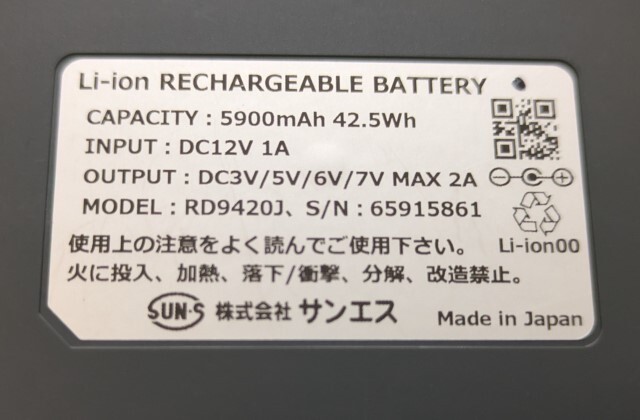 Li-ion RECHARGEABLE BATTERY
CAPACITY : 5900mAh 42.5Wh
INPUT : DC12V 1A
OUTPUT : DC3V/5V/6V/7V MAX 2A
MODEL : RD9420J、S/N : 65915861
使用上の注意をよく読んでご使用下さい。
Li-ion00
火に投入、加熱、落下/衝撃、分解、改造禁止。
SUN·S 株式会社 サンエス
Made in Japan